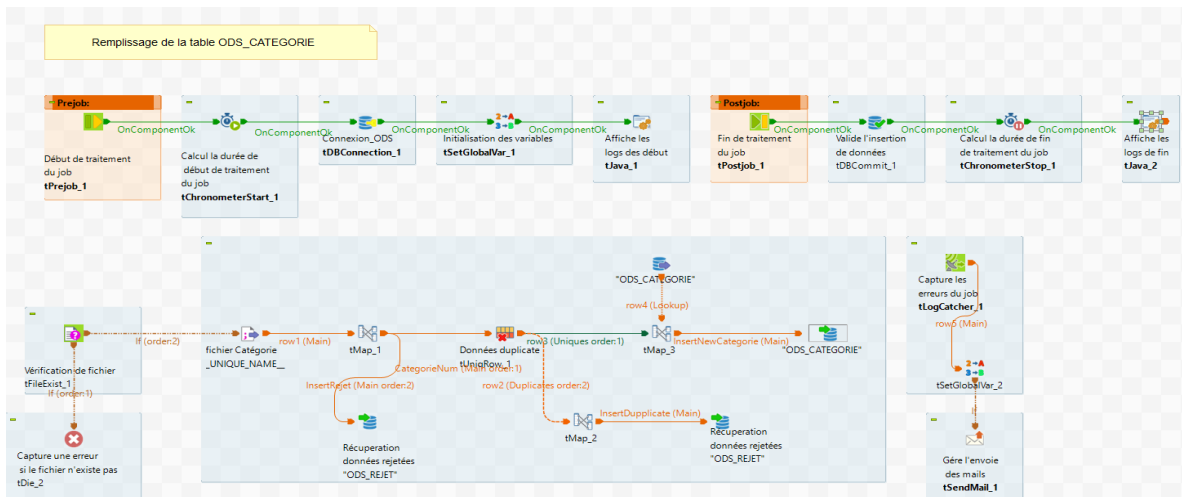 Remplissage de la table ODS_CATEGORIE
Prejob:
OnComponentOk
Début de traitement
du job
tPrejob_1
OnComponentOk
Calcul la durée de
début de traitement
du job
tChronometerStart_1
OnComponentOk
Connexion_ODS
tDBConnection_1
OnComponentOk
Initialisation des variables
tSetGlobalVar_1
Affiche les
logs des début
tJava_1
Postjob:
OnComponentOk
Fin de traitement
du job
tPostjob_1
OnComponentOk
Valide l'insertion
de données
tDBCommit_1
OnComponentOk
Calcul la durée de fin
de traitement du job
tChronometerStop_1
Affiche les
logs de fin
tJava_2
"ODS_CATEGORIE"
row4 (Lookup)
Capture les
erreurs du job
tLogCatcher_1
row5 (Main)
tSetGlobalVar_2
If
Gére l'envoie
des mails
tSendMail_1
Vérification de fichier
tFileExist_1
If (order:2)
If (order:1)
fichier Catégorie
_UNIQUE_NAME__
row1 (Main)
tMap_1
CategorieNum (Main order:1)
Données duplicate
tUniqRow_1
row3 (Uniques order:1)
tMap_3
InsertNewCategorie (Main)
"ODS_CATEGORIE"
InsertRejet (Main order:2)
row2 (Duplicates order:2)
InsertDupplicate (Main)
tMap_2
Récuperation
données rejetées
"ODS_REJET"
Récuperation
données rejetées
"ODS_REJET"
Capture une erreur
si le fichier n'existe pas
tDie_2